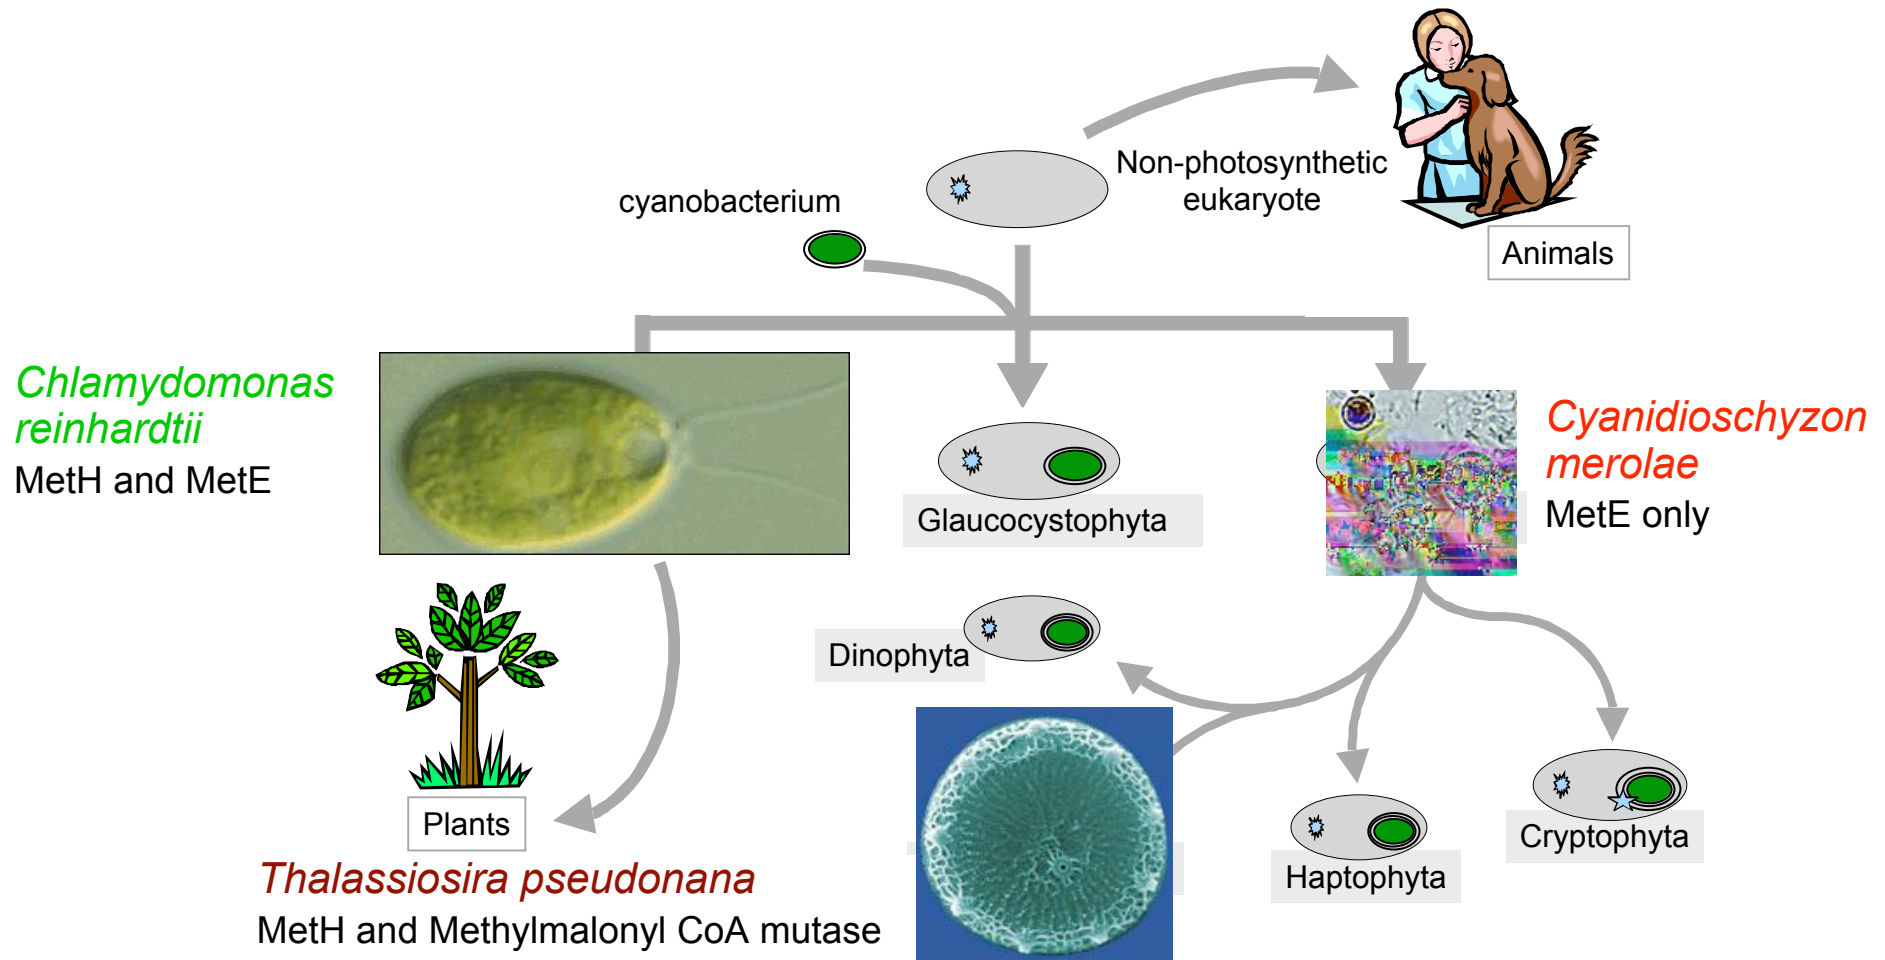 Non-photosynthetic
eukaryote
cyanobacterium
Animals
Chlamydomonas
reinhardtii
MetH and MetE
Glaucocystophyta
Cyanidioschyzon
merolae
MetE only
Dinophyta
Plants
Cryptophyta
Haptophyta
Thalassiosira pseudonana
MetH and Methylmalonyl CoA mutase